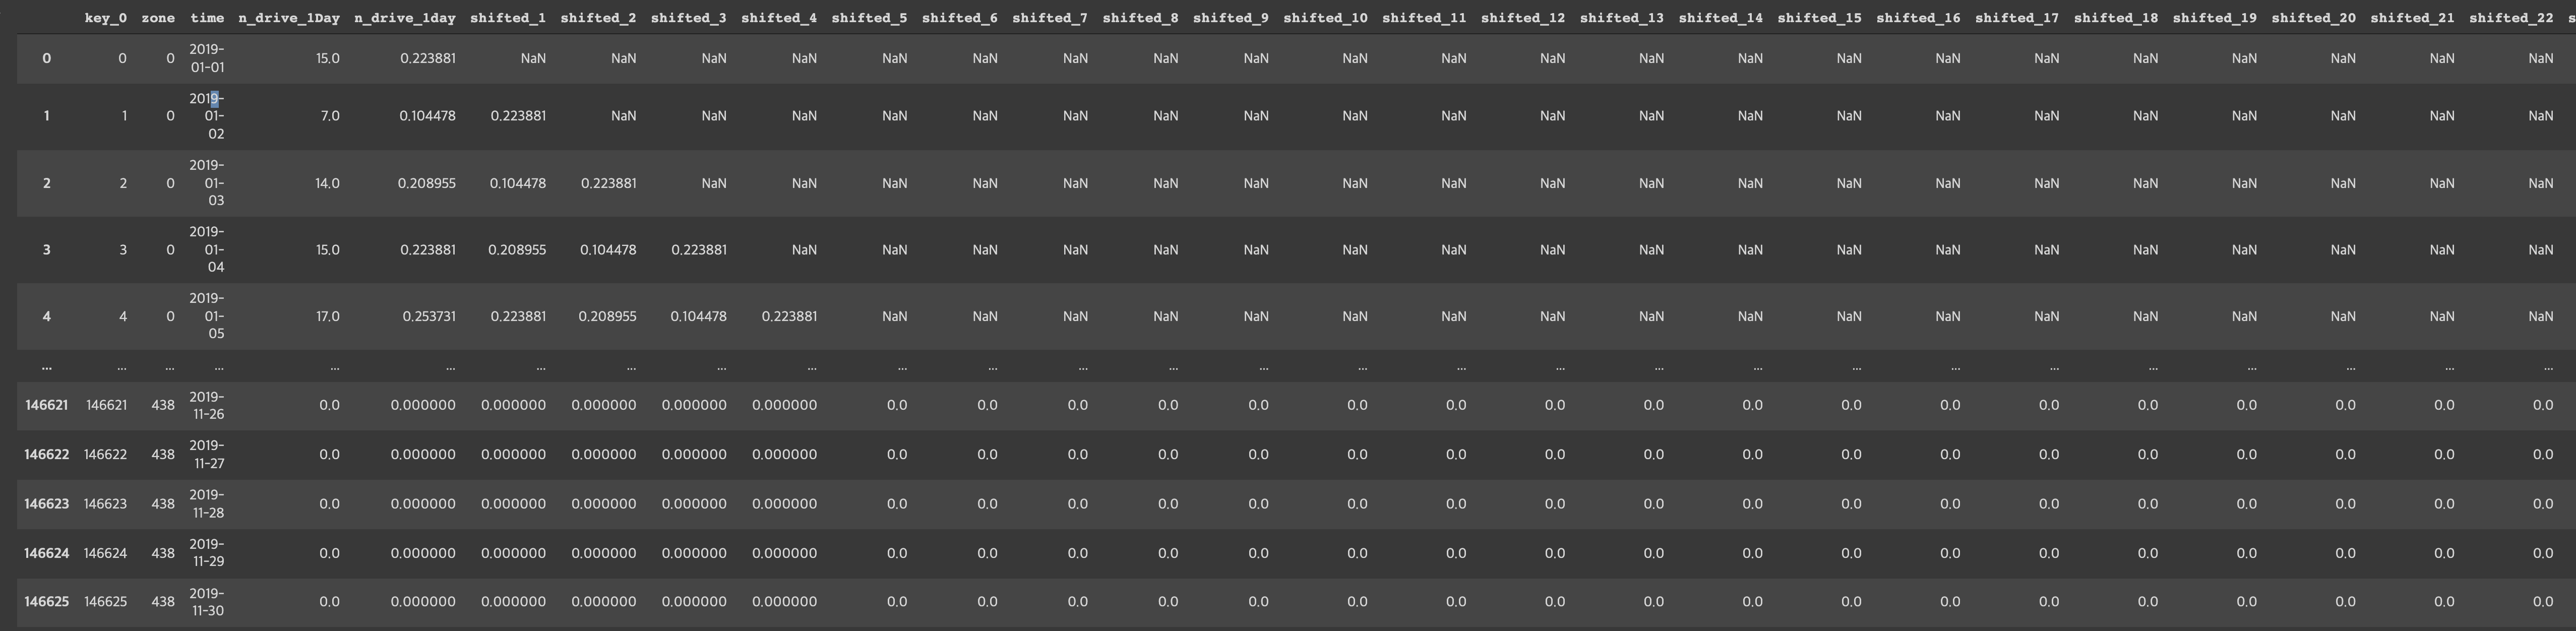 key_0 zone time n_drive_1Day n_drive_1day shifted_1 shifted_2 shifted_3 shifted_4 shifted_5 shifted_6 shifted_7 shifted_8 shifted_9 shifted_10 shifted_11 shifted_12 shifted_13 shifted_14 shifted_15 shifted_16 shifted_17 shifted_18 shifted_19 shifted_20 shifted_21 shifted_22 s
0 0 0 2019-01-01 15.0 0.223881 NaN NaN NaN NaN NaN NaN NaN NaN NaN NaN NaN NaN NaN NaN NaN NaN NaN NaN NaN NaN NaN NaN
1 1 0 2019-01-02 7.0 0.104478 0.223881 NaN NaN NaN NaN NaN NaN NaN NaN NaN NaN NaN NaN NaN NaN NaN NaN NaN NaN NaN NaN NaN
2 2 0 2019-01-03 14.0 0.208955 0.104478 0.223881 NaN NaN NaN NaN NaN NaN NaN NaN NaN NaN NaN NaN NaN NaN NaN NaN NaN NaN NaN NaN
3 3 0 2019-01-04 15.0 0.223881 0.208955 0.104478 0.223881 NaN NaN NaN NaN NaN NaN NaN NaN NaN NaN NaN NaN NaN NaN NaN NaN NaN NaN NaN
4 4 0 2019-01-05 17.0 0.253731 0.223881 0.208955 0.104478 0.223881 NaN NaN NaN NaN NaN NaN NaN NaN NaN NaN NaN NaN NaN NaN NaN NaN NaN NaN
... ... ... ... ... ... ... ... ... ... ... ... ... ... ... ... ... ... ... ... ... ... ... ... ... ... ... ...
146621 146621 438 2019-11-26 0.0 0.000000 0.000000 0.000000 0.000000 0.000000 0.0 0.0 0.0 0.0 0.0 0.0 0.0 0.0 0.0 0.0 0.0 0.0 0.0 0.0 0.0 0.0 0.0 0.0
146622 146622 438 2019-11-27 0.0 0.000000 0.000000 0.000000 0.000000 0.000000 0.0 0.0 0.0 0.0 0.0 0.0 0.0 0.0 0.0 0.0 0.0 0.0 0.0 0.0 0.0 0.0 0.0 0.0
146623 146623 438 2019-11-28 0.0 0.000000 0.000000 0.000000 0.000000 0.000000 0.0 0.0 0.0 0.0 0.0 0.0 0.0 0.0 0.0 0.0 0.0 0.0 0.0 0.0 0.0 0.0 0.0 0.0
146624 146624 438 2019-11-29 0.0 0.000000 0.000000 0.000000 0.000000 0.000000 0.0 0.0 0.0 0.0 0.0 0.0 0.0 0.0 0.0 0.0 0.0 0.0 0.0 0.0 0.0 0.0 0.0 0.0
146625 146625 438 2019-11-30 0.0 0.000000 0.000000 0.000000 0.000000 0.000000 0.0 0.0 0.0 0.0 0.0 0.0 0.0 0.0 0.0 0.0 0.0 0.0 0.0 0.0 0.0 0.0 0.0 0.0